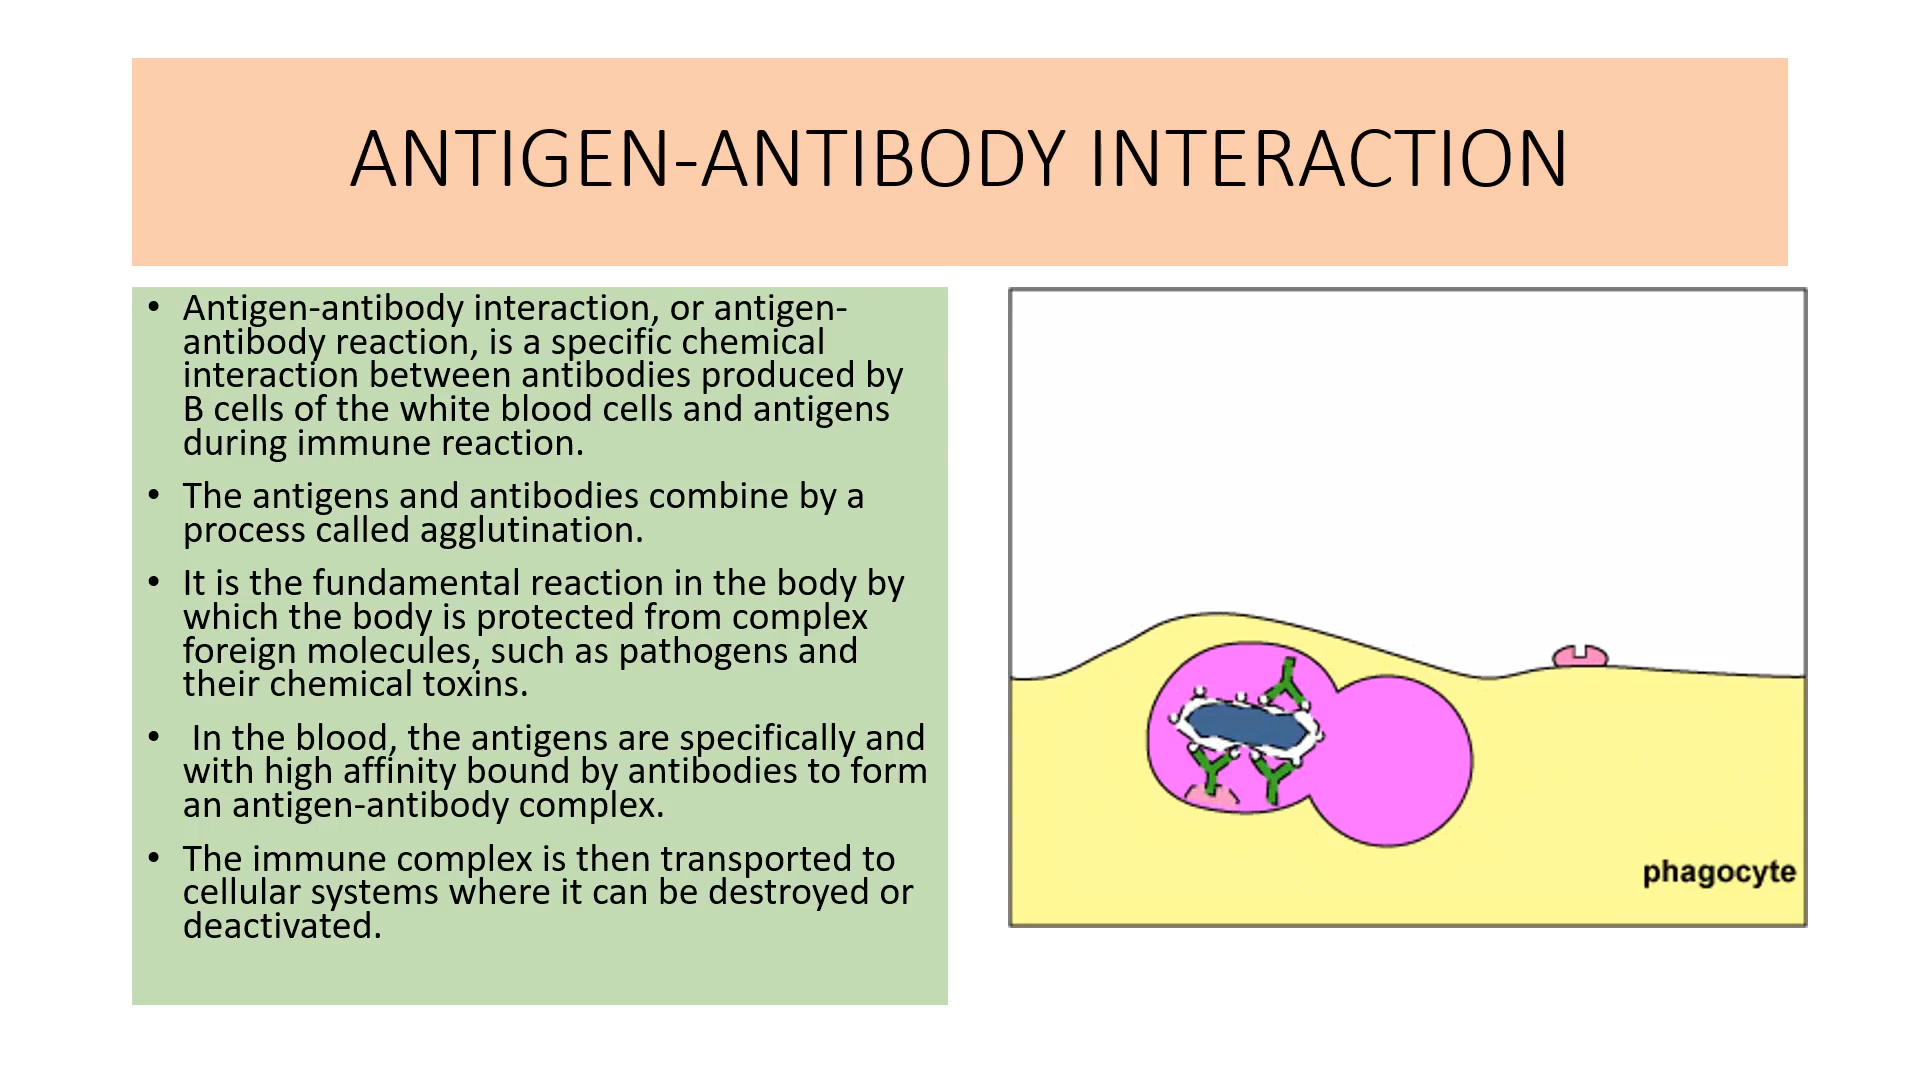 ANTIGEN-ANTIBODY INTERACTION
• Antigen-antibody interaction, or antigen-
antibody reaction, is a specific chemical
interaction between antibodies produced by
B cells of the white blood cells and antigens
during immune reaction.
• The antigens and antibodies combine by a
process called agglutination.
• It is the fundamental reaction in the body by
which the body is protected from complex
foreign molecules, such as pathogens and
their chemical toxins.
• In the blood, the antigens are specifically and
with high affinity bound by antibodies to form
an antigen-antibody complex.
• The immune complex is then transported to
cellular systems where it can be destroyed or
deactivated.
phagocyte